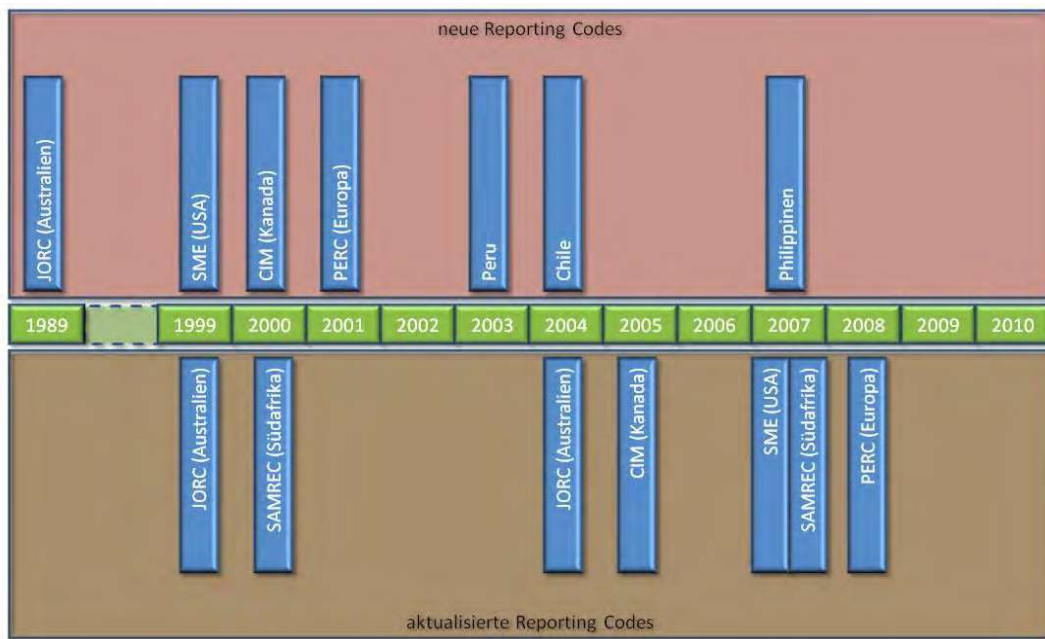 neue Reporting Codes
JORC (Australien)
SME (USA)
CIM (Kanada)
PERC (Europa)
Peru
Chile
Philippinen
1989
1999
2000
2001
2002
2003
2004
2005
2006
2007
2008
2009
2010
JORC (Australien)
SAMREC (Südafrika)
JORC (Australien)
CIM (Kanada)
SME (USA)
SAMREC (Südafrika)
PERC (Europa)
aktualisierte Reporting Codes